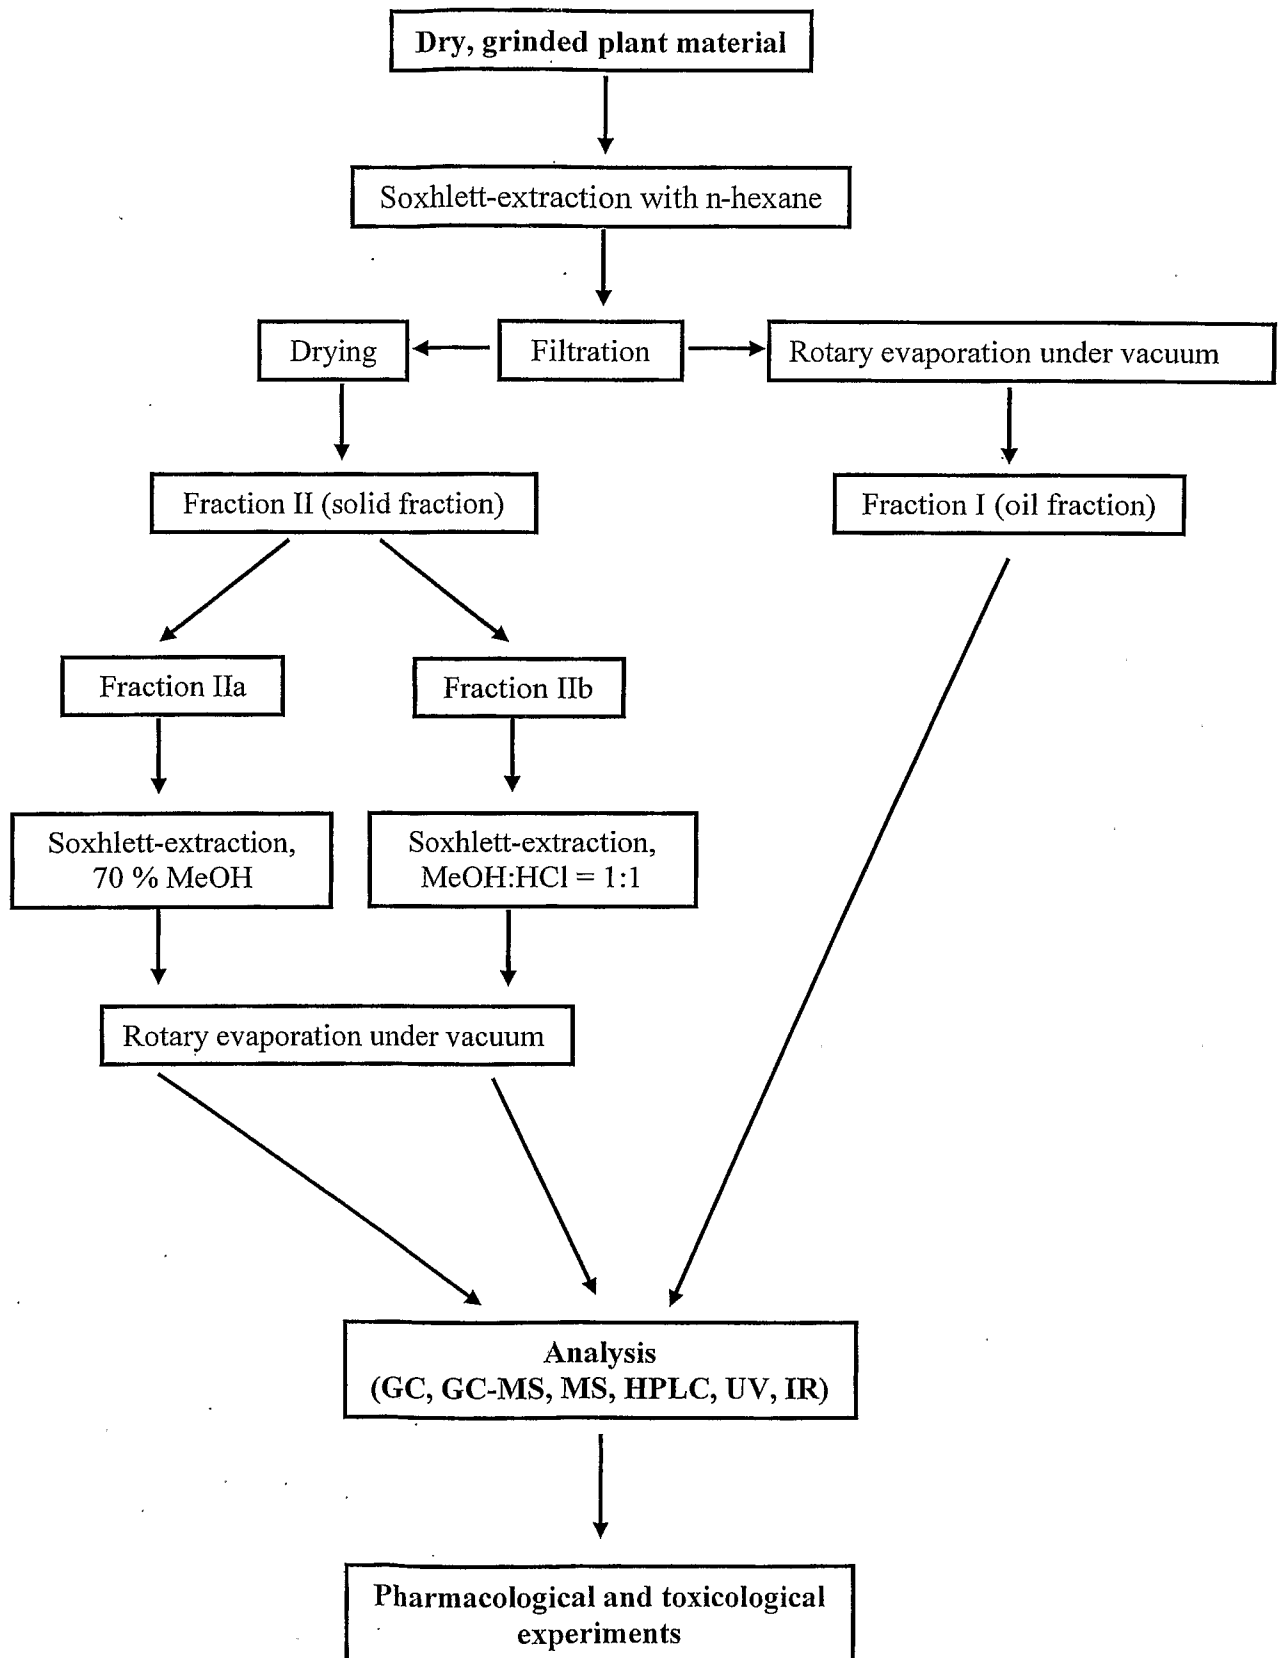 Dry, grinded plant material
Soxhlett-extraction with n-hexane
Drying
Filtration
Rotary evaporation under vacuum
Fraction II (solid fraction)
Fraction I (oil fraction)
Fraction IIa
Fraction IIb
Soxhlett-extraction,
70 % MeOH
Soxhlett-extraction,
MeOH:HCl = 1:1
Rotary evaporation under vacuum
Analysis
(GC, GC-MS, MS, HPLC, UV, IR)
Pharmacological and toxicological
experiments